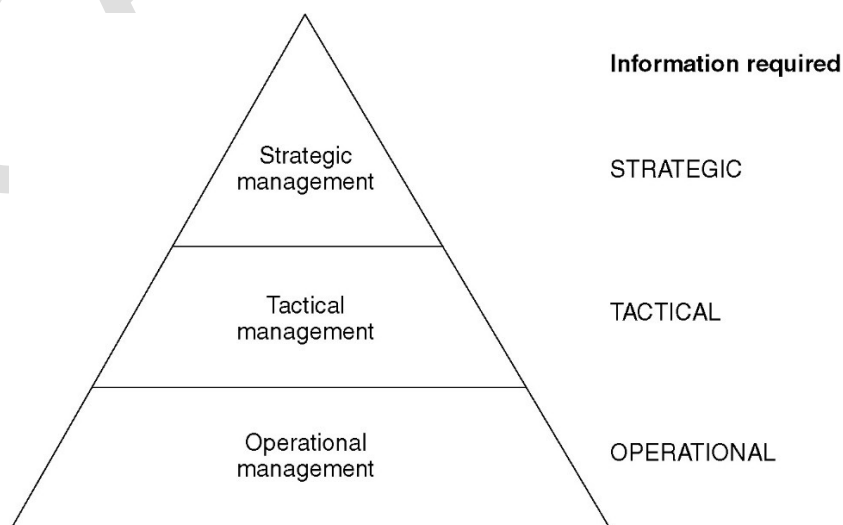 Information required
Strategic
management
STRATEGIC
Tactical
management
TACTICAL
Operational
management
OPERATIONAL